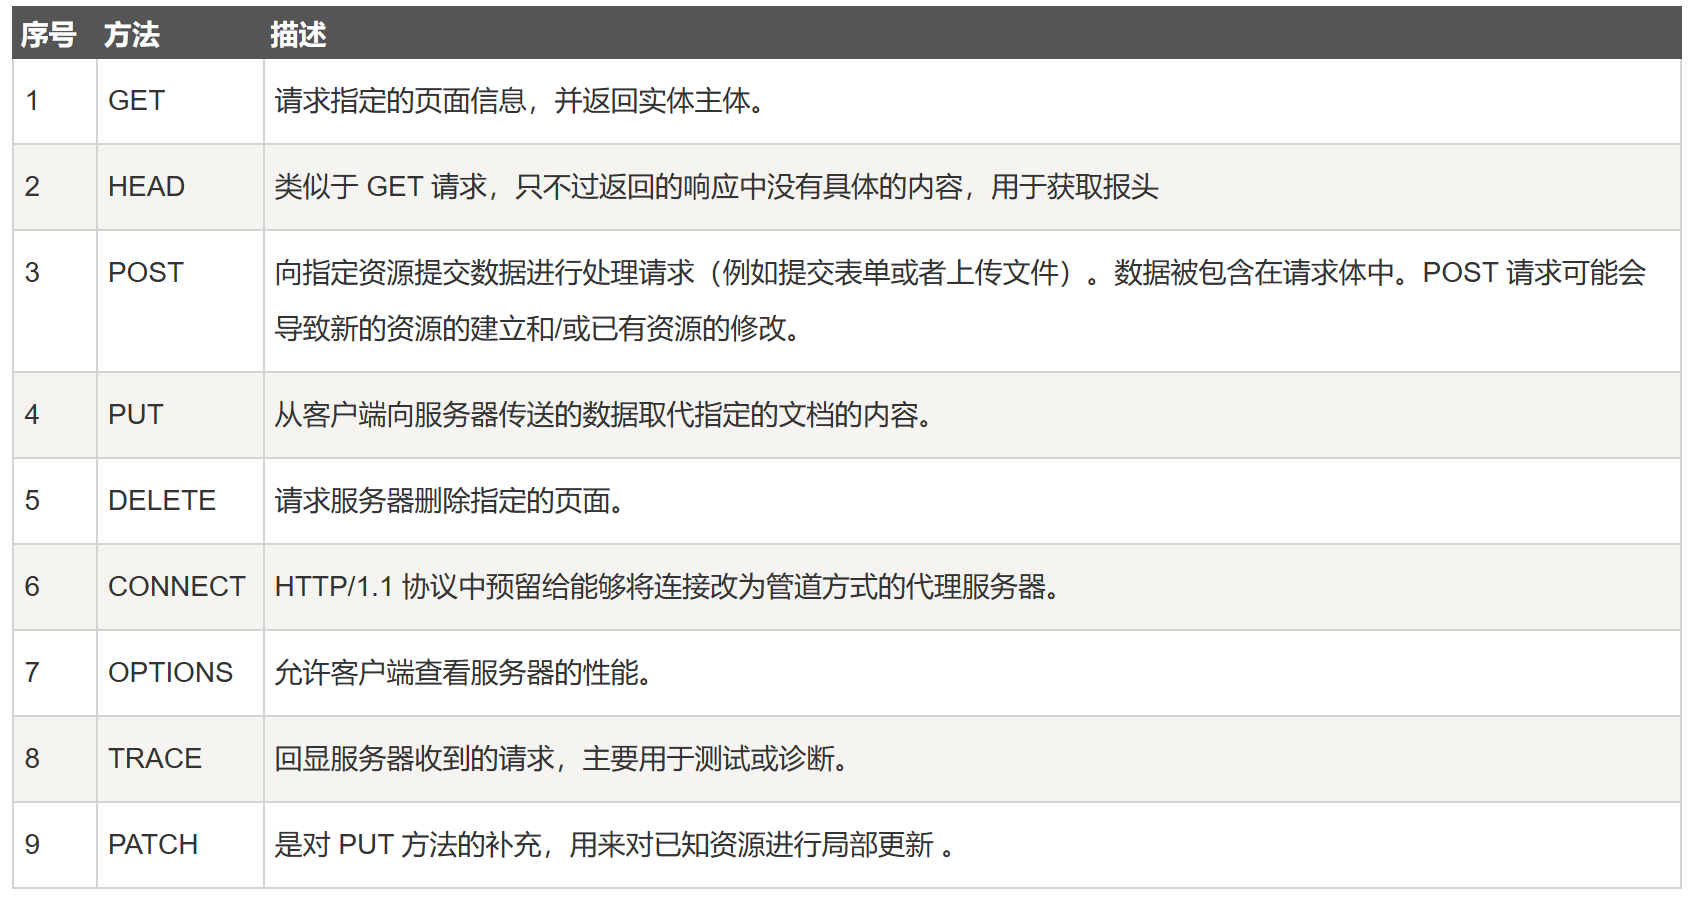 序号 方法 描述
1 GET 请求指定的页面信息，并返回实体主体。
2 HEAD 类似于 GET 请求，只不过返回的响应中没有具体的内容，用于获取报头
3 POST 向指定资源提交数据进行处理请求（例如提交表单或者上传文件）。数据被包含在请求体中。POST 请求可能会
导致新的资源的建立和/或已有资源的修改。
4 PUT 从客户端向服务器传送的数据取代指定的文档的内容。
5 DELETE 请求服务器删除指定的页面。
6 CONNECT HTTP/1.1 协议中预留给能够将连接改为管道方式的代理服务器。
7 OPTIONS 允许客户端查看服务器的性能。
8 TRACE 回显服务器收到的请求，主要用于测试或诊断。
9 PATCH 是对 PUT 方法的补充，用来对已知资源进行局部更新 。